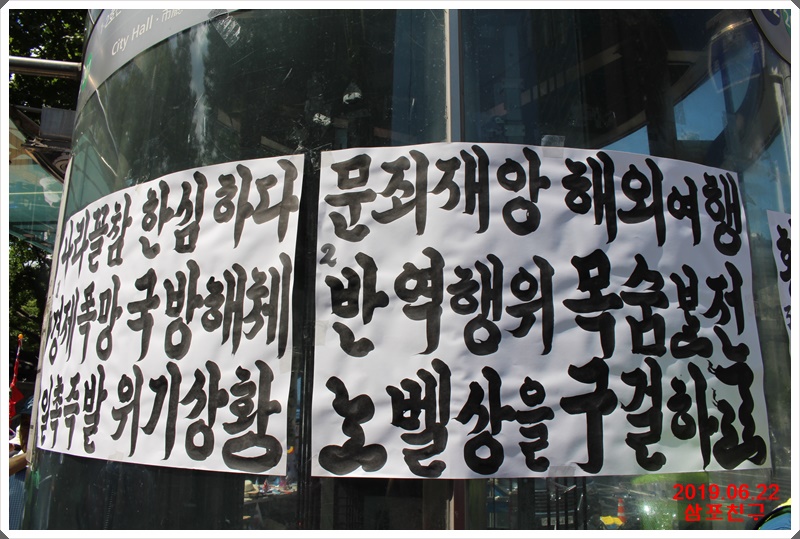 City Hall
나라꼴참 한심 하다
경제폭망 국방해체
일촉즉발 위기상황
문죄재앙 해외여행
2
반역행위 목숨보전
노벨상을 구걸하고
2019.06.22
삼포친구